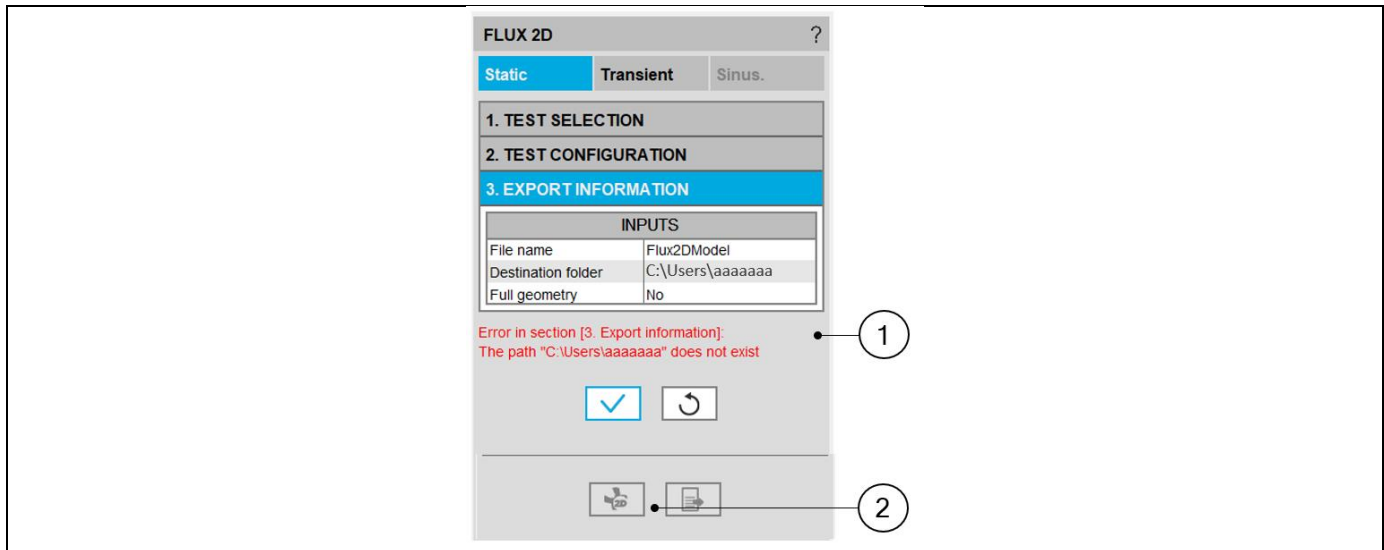 FLUX 2D ?
Static Transient Sinus.
1. TEST SELECTION
2. TEST CONFIGURATION
3. EXPORT INFORMATION
INPUTS
File name Flux2DModel
Destination folder C:\Users\aaaaaaa
Full geometry No
Error in section [3. Export information]:
The path "C:\Users\aaaaaaa" does not exist
1
2D
2